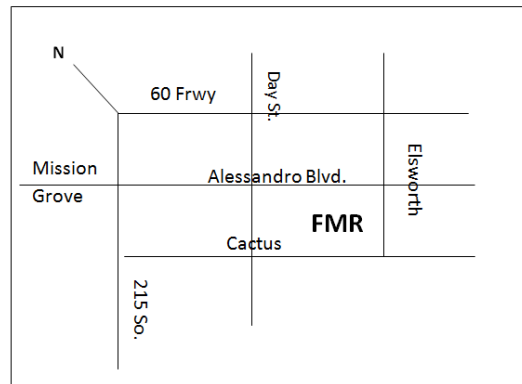 N
60 Frwy
Day St.
Mission
Grove
Alessandro Blvd.
Elsworth
FMR
Cactus
215 So.